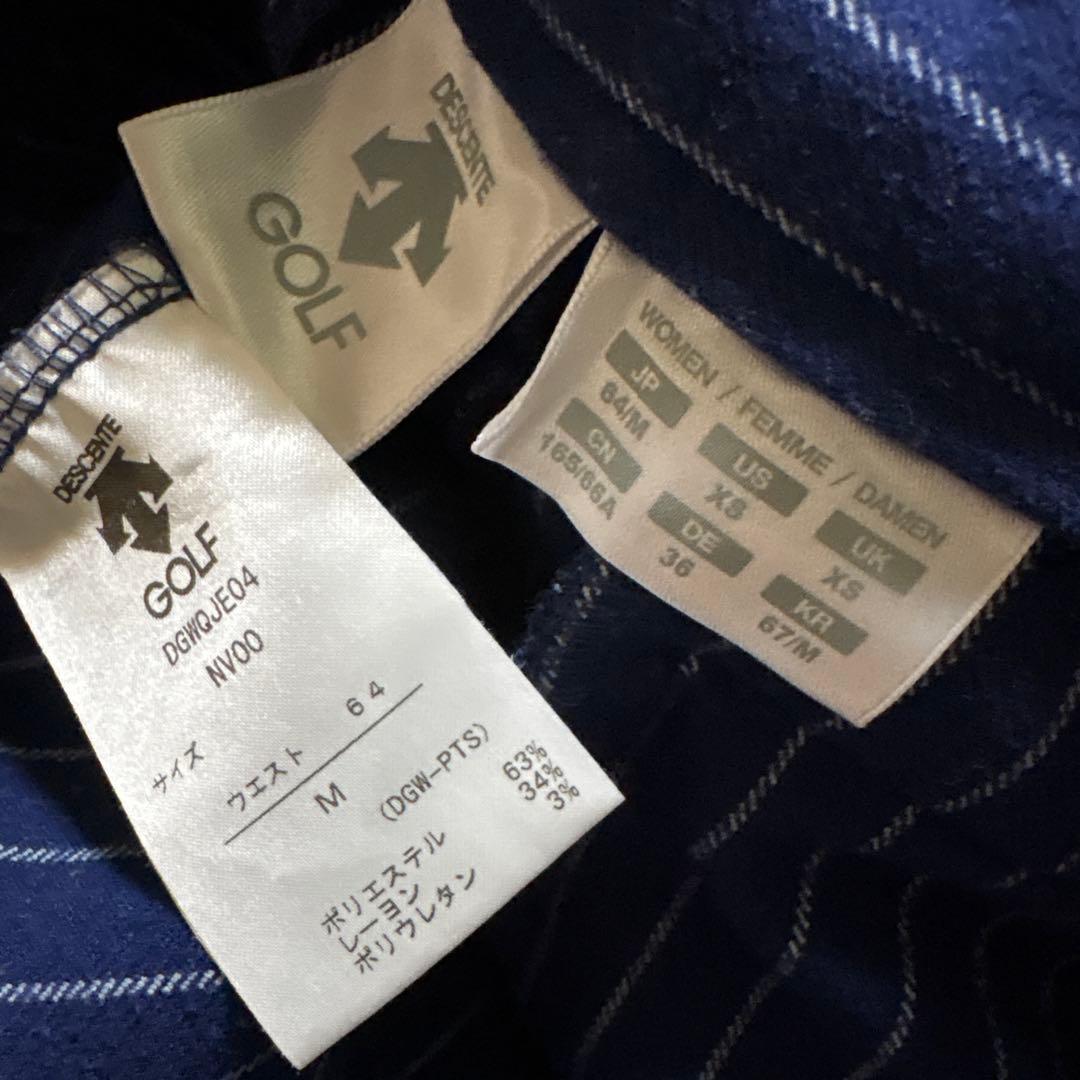 DESCENTE
GOLF
WOMEN / FEMME / DAMEN
JP
64/M
US
XS
UK
XS
CN
165/66A
DE
36
KR
67/M
DESCENTE
GOLF
DGWQJE04
NV00
サイズ
ウエスト 64
M
(DGW-PTS)
ポリエステル 63%
レーヨン 34%
ポリウレタン 3%